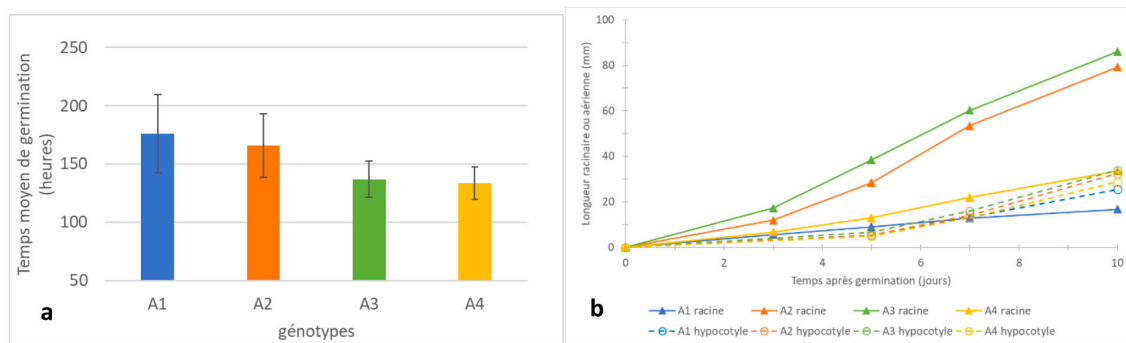 250
200
150
100
50
Temps moyen de germination
(heures)
A1 A2 A3 A4
génotypes
a
100
80
60
40
20
0
Longueur racinaire ou aérienne (mm)
0 2 4 6 8 10
Temps après germination (jours)
A1 racine A2 racine A3 racine A4 racine
A1 hypocotyle A2 hypocotyle A3 hypocotyle A4 hypocotyle
b